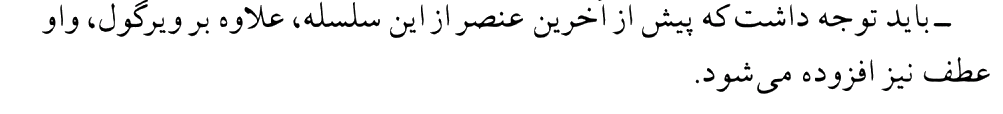 ـ باید توجه داشت که پیش از آخرین عنصر از این سلسله، علاوه بر ویرگول، واو
عطف نیز افزوده می‌شود.